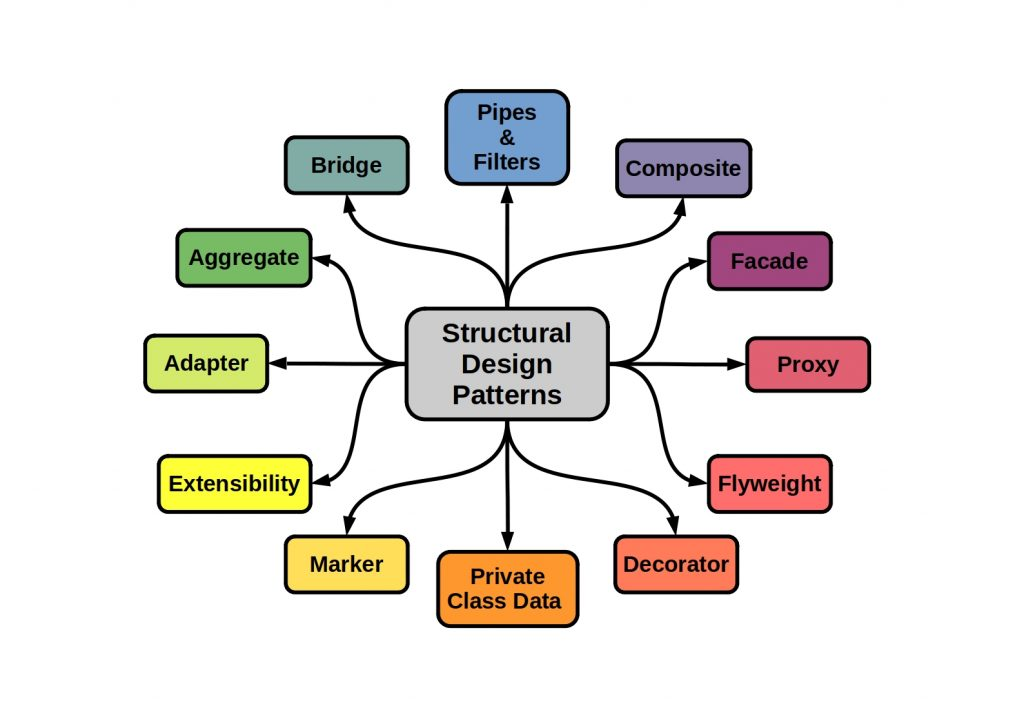 Pipes
&
Filters
Bridge
Composite
Aggregate
Facade
Structural
Design
Patterns
Adapter
Proxy
Extensibility
Flyweight
Marker
Private
Class Data
Decorator